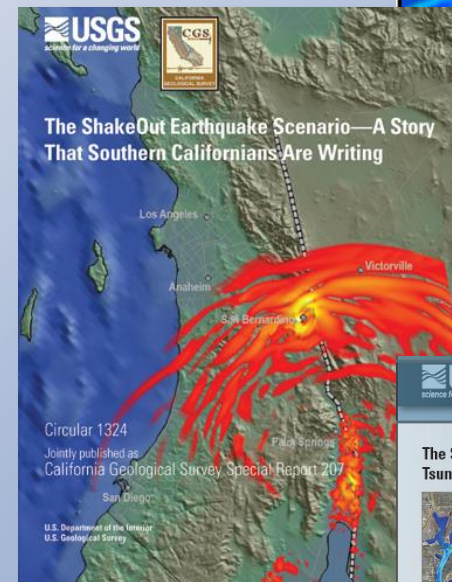 USGS
science for a changing world
CGS
CALIFORNIA
GEOLOGICAL SURVEY
The ShakeOut Earthquake Scenario—A Story
That Southern Californians Are Writing
Los Angeles
Victorville
Anaheim
San Bernardino
Circular 1324
Jointly published as
California Geological Survey Special Report 207
Palm Springs
San Diego
U.S. Department of the Interior
U.S. Geological Survey
The